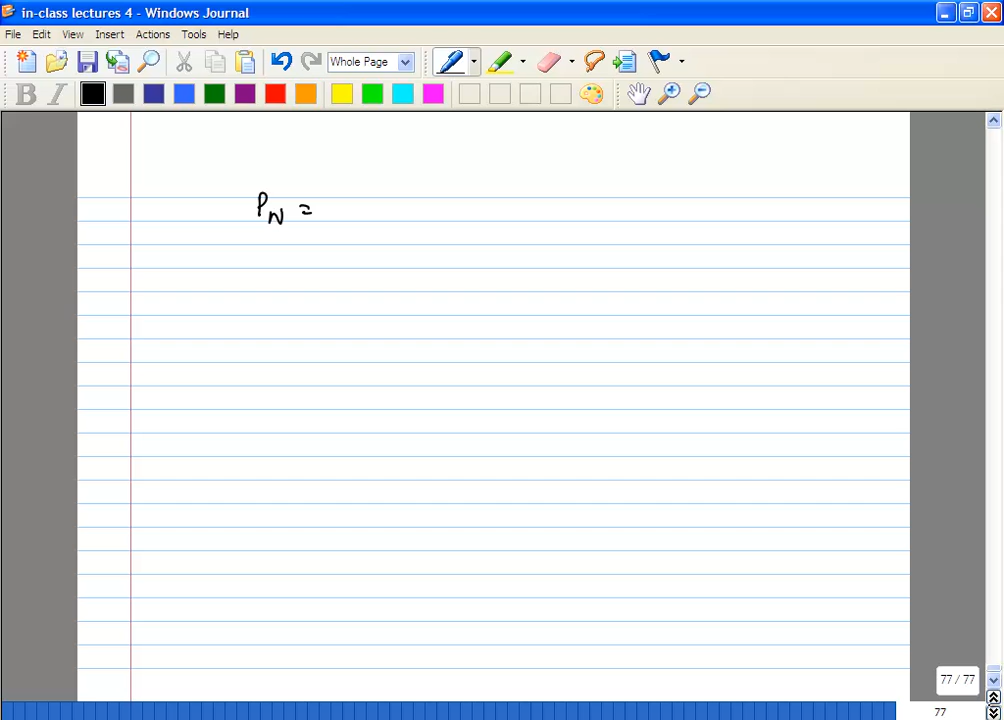 in-class lectures 4 - Windows Journal
File Edit View Insert Actions Tools Help
Whole Page
B I
P_N =
77 / 77
77